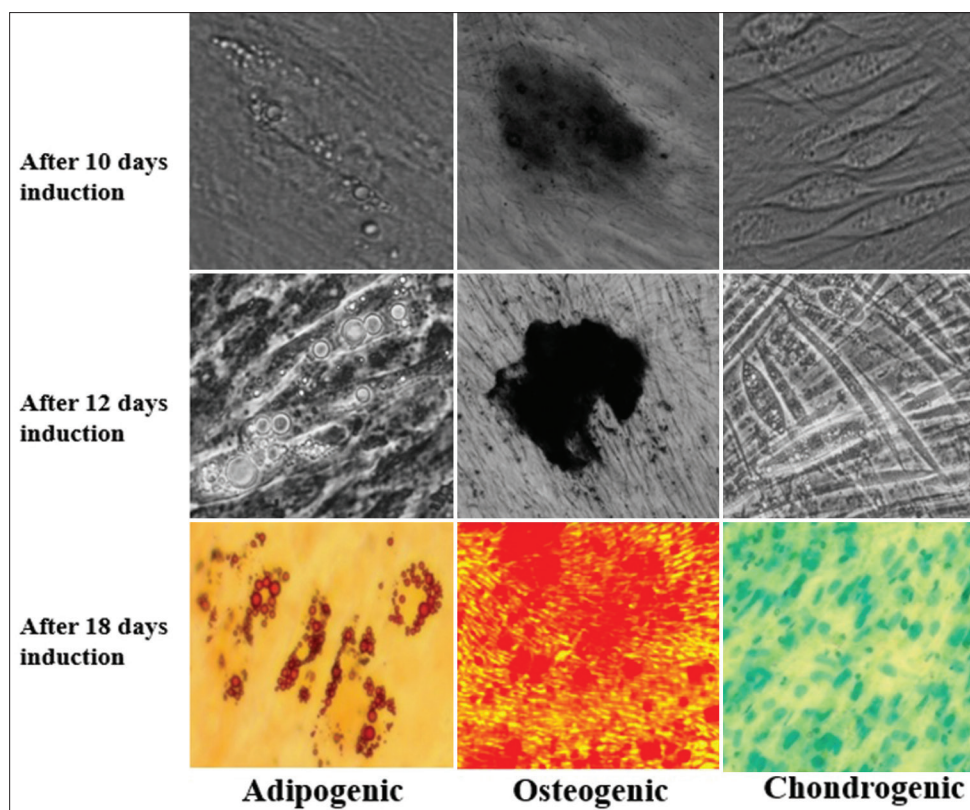 After 10 days
induction
After 12 days
induction
After 18 days
induction
Adipogenic
Osteogenic
Chondrogenic